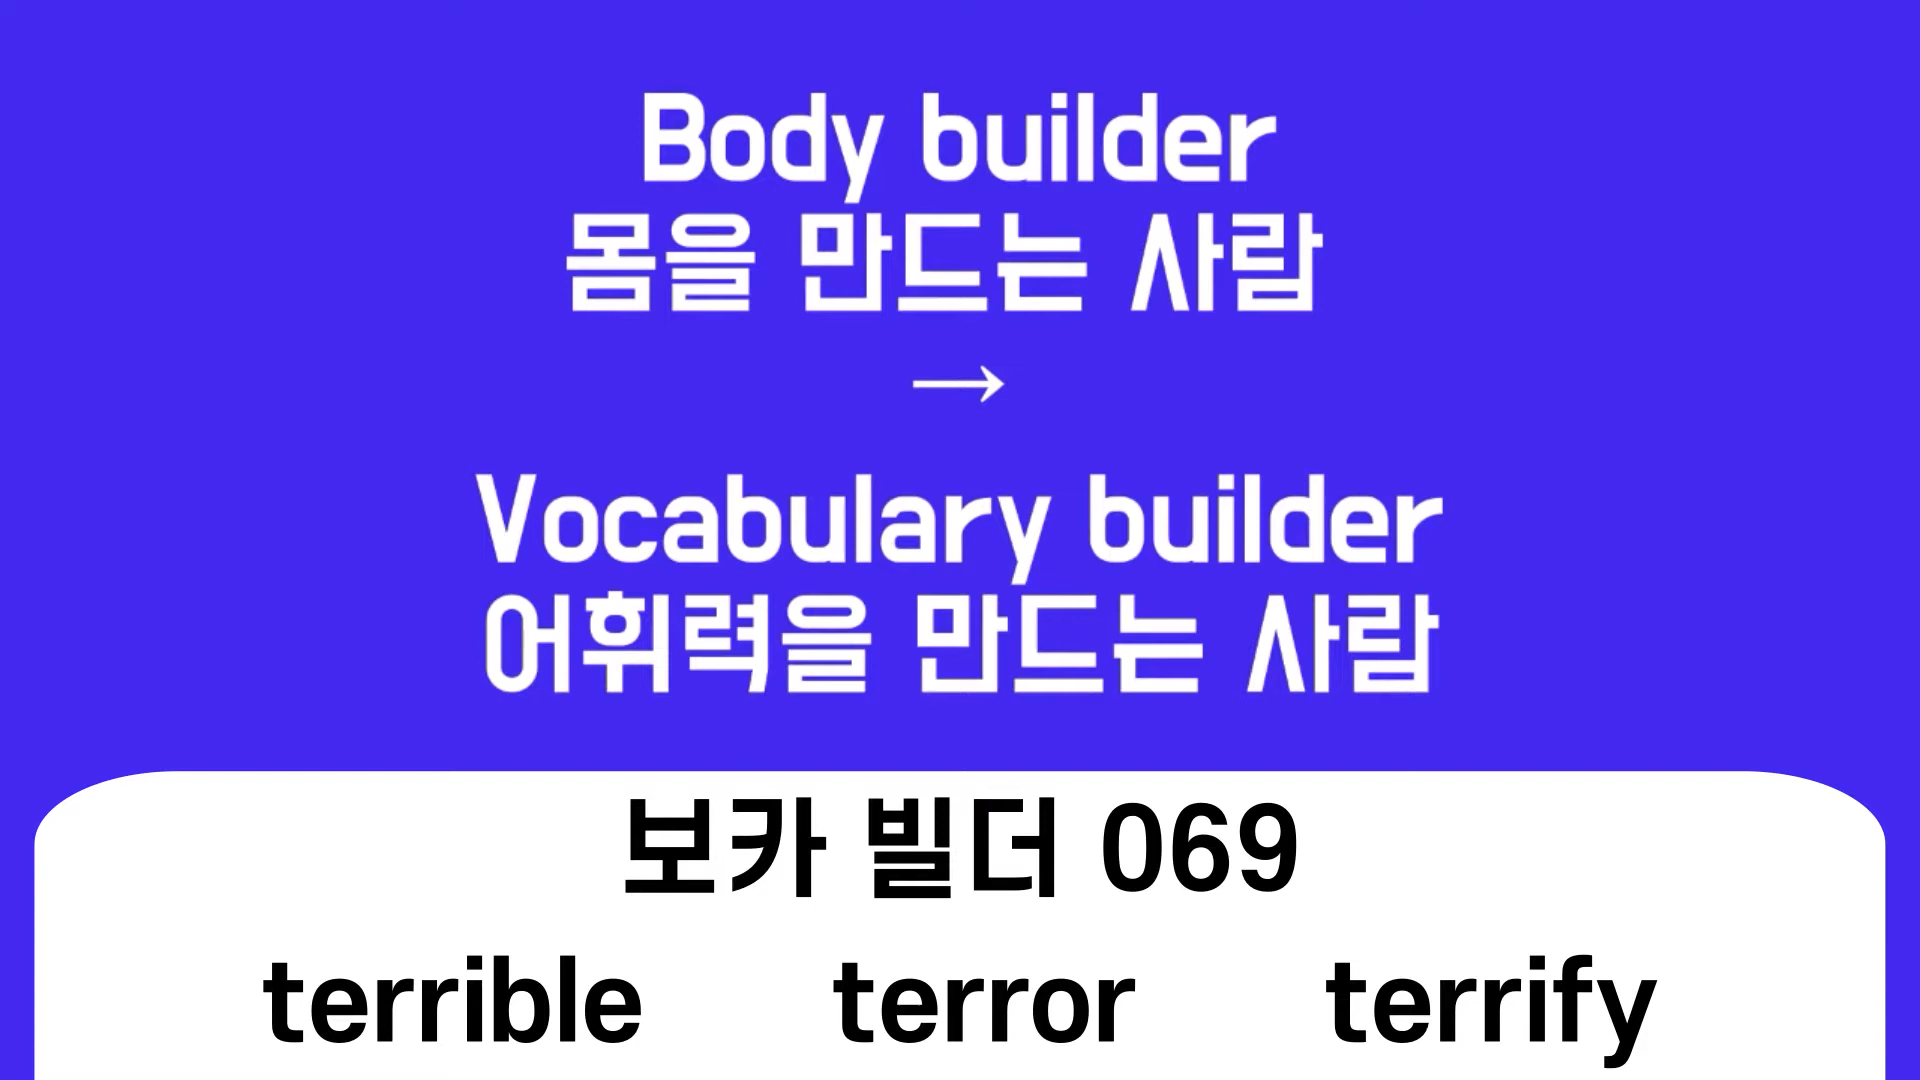 Body builder
몸을 만드는 사람
→
Vocabulary builder
어휘력을 만드는 사람
보카 빌더 069
terrible terror terrify